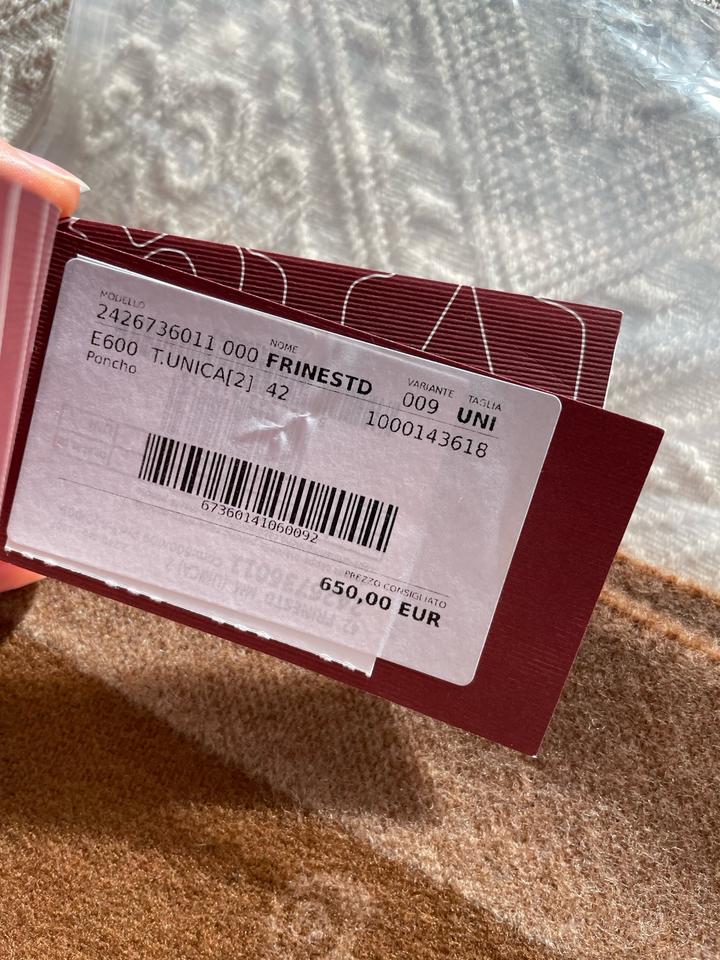 MODELLO NOME VARIANTE TAGLIA
2426736011 000 FRINESTD 009 UNI
E600 T.UNICA[2] 42 1000143618
Poncho
67360141060092
PREZZO CONSIGLIATO
650,00 EUR